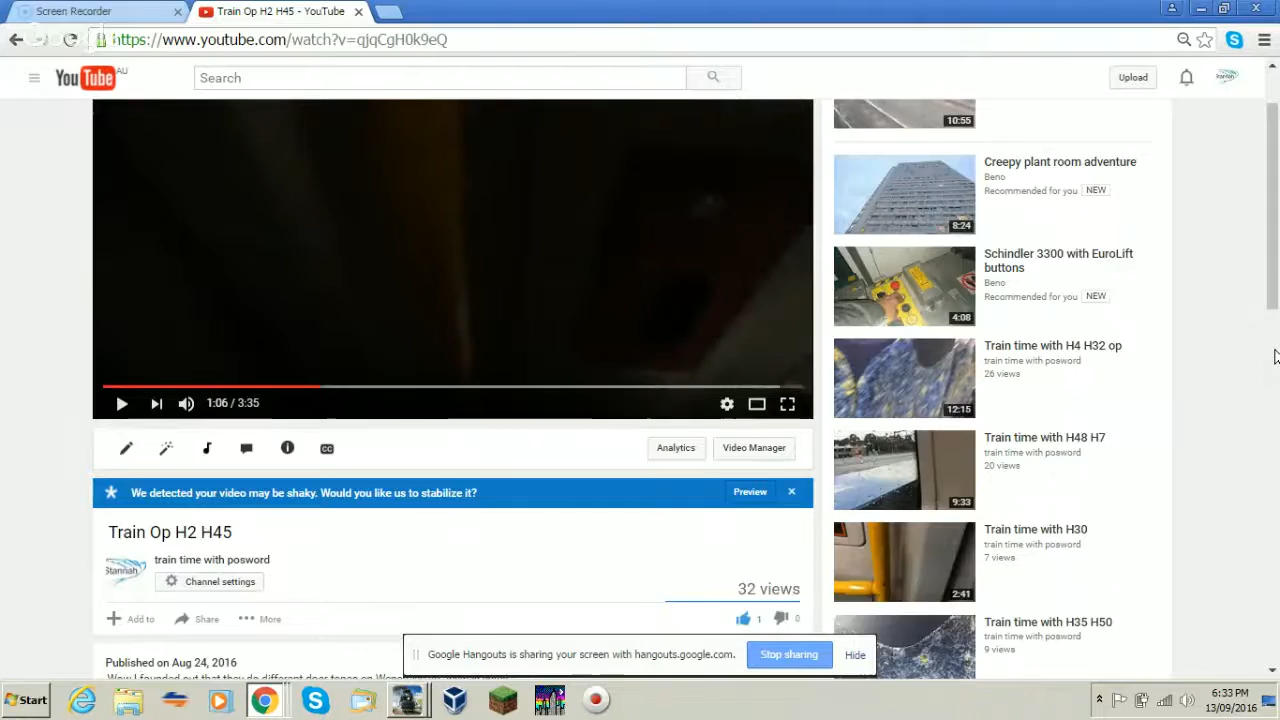 Screen Recorder
Train Op H2 H45 - YouTube
https://www.youtube.com/watch?v=qjqCgH0k9eQ
YouTube AU
Search
Upload
Stannah
10:55
Creepy plant room adventure
Beno
Recommended for you NEW
8:24
Schindler 3300 with EuroLift
buttons
Beno
Recommended for you NEW
4:08
Train time with H4 H32 op
train time with posword
26 views
12:15
Train time with H48 H7
train time with posword
20 views
9:33
Train time with H30
train time with posword
7 views
2:41
Train time with H35 H50
train time with posword
9 views
1:06 / 3:35
CC
Analytics
Video Manager
We detected your video may be shaky. Would you like us to stabilize it?
Preview
Train Op H2 H45
Stannah
train time with posword
Channel settings
32 views
Add to
Share
More
1
0
Published on Aug 24, 2016
Google Hangouts is sharing your screen with hangouts.google.com.
Stop sharing
Hide
Start
6:33 PM
13/09/2016